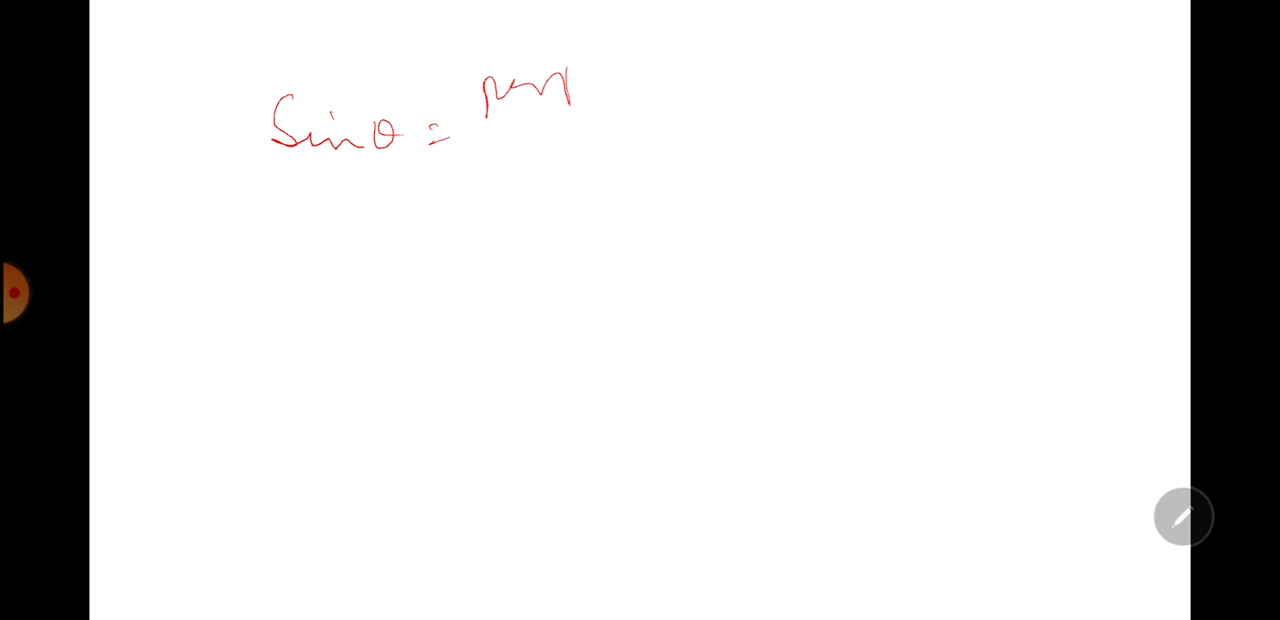 Sinθ =